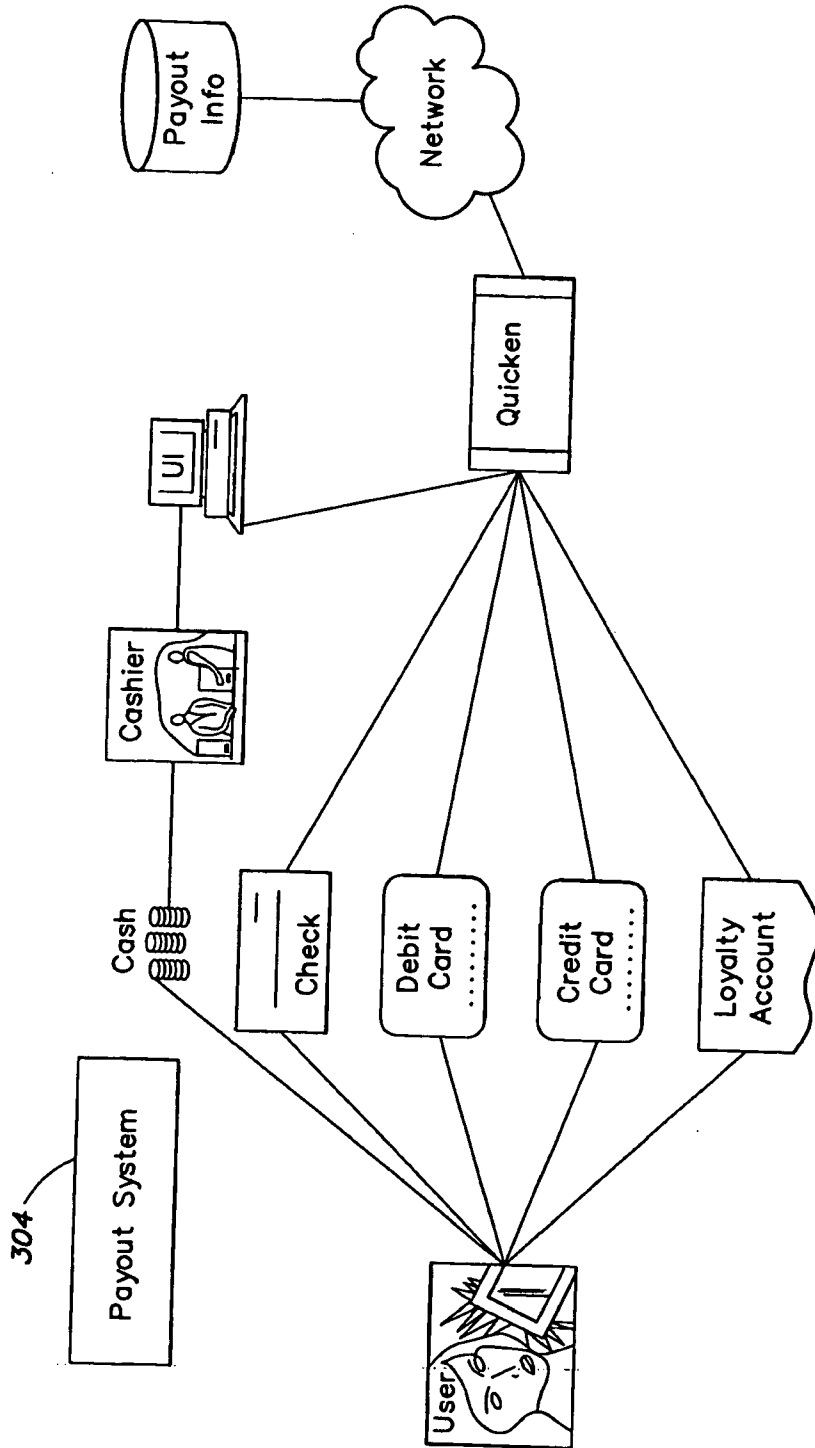 304
Payout System
User
Cash
Check
Debit
Card
Credit
Card
Loyalty
Account
Cashier
UI
Quicken
Network
Payout
Info